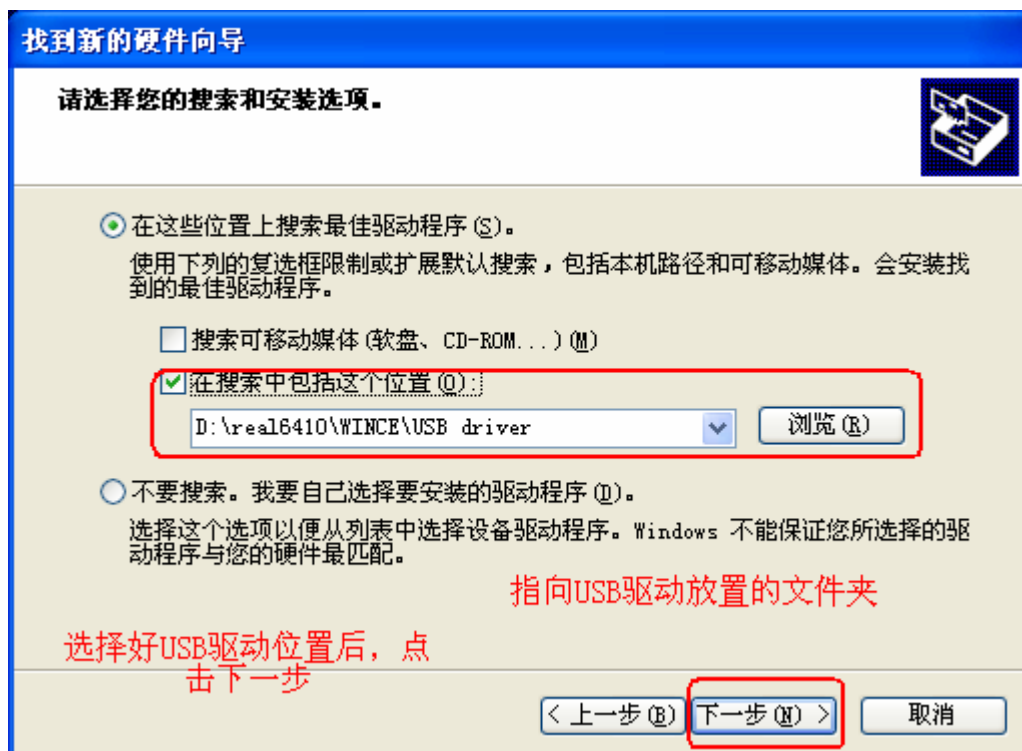 找到新的硬件向导
请选择您的搜索和安装选项。
在这些位置上搜索最佳驱动程序(S)。
使用下列的复选框限制或扩展默认搜索，包括本机路径和可移动媒体。会安装找
到的最佳驱动程序。
搜索可移动媒体(软盘、CD-ROM...)(M)
在搜索中包括这个位置(O):
D:\real6410\WINCE\USB driver
浏览(R)
不要搜索。我要自己选择要安装的驱动程序(D)。
选择这个选项以便从列表中选择设备驱动程序。Windows 不能保证您所选择的驱
动程序与您的硬件最匹配。
指向USB驱动放置的文件夹
选择好USB驱动位置后，点
击下一步
< 上一步(B)
下一步(N) >
取消